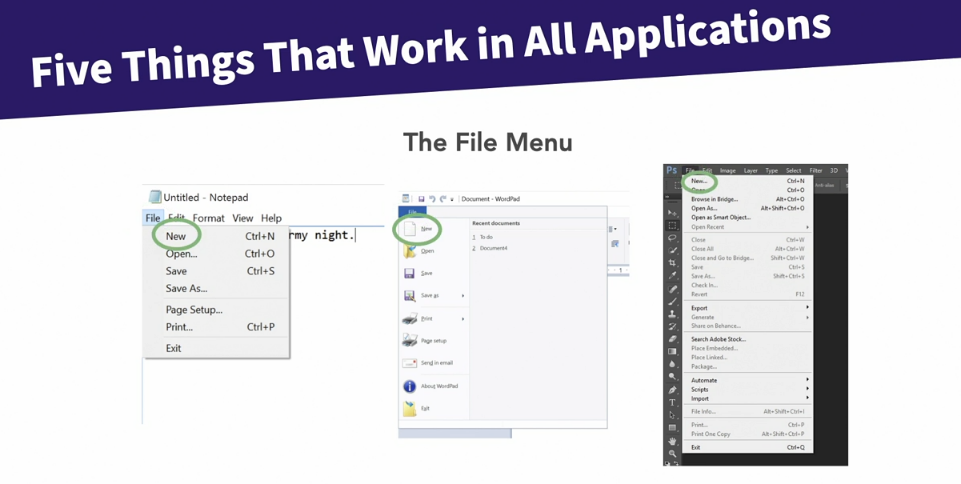 Five Things That Work in All Applications
The File Menu
Untitled - Notepad
File Edit Format View Help
rmy night.
New Ctrl+N
Open... Ctrl+O
Save Ctrl+S
Save As...
Page Setup...
Print... Ctrl+P
Exit
Document - WordPad
File
New
Open
Save
Save as
Print
Page setup
Send in email
About WordPad
Exit
Recent documents
1 To do
2 Document4
1
Ps File Edit Image Layer Type Select Filter 3D
Anti-alias
New... Ctrl+N
Open... Ctrl+O
Browse in Bridge... Alt+Ctrl+O
Open As... Alt+Shift+Ctrl+O
Open as Smart Object...
Open Recent
Close Ctrl+W
Close All Alt+Ctrl+W
Close and Go to Bridge... Shift+Ctrl+W
Save Ctrl+S
Save As... Shift+Ctrl+S
Check In...
Revert F12
Export
Generate
Share on Behance...
Search Adobe Stock...
Place Embedded...
Place Linked...
Package...
Automate
Scripts
Import
File Info... Alt+Shift+Ctrl+I
Print... Ctrl+P
Print One Copy Alt+Shift+Ctrl+P
Exit Ctrl+Q